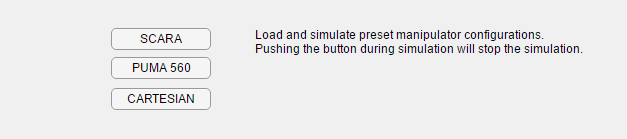 SCARA
PUMA 560
CARTESIAN
Load and simulate preset manipulator configurations.
Pushing the button during simulation will stop the simulation.